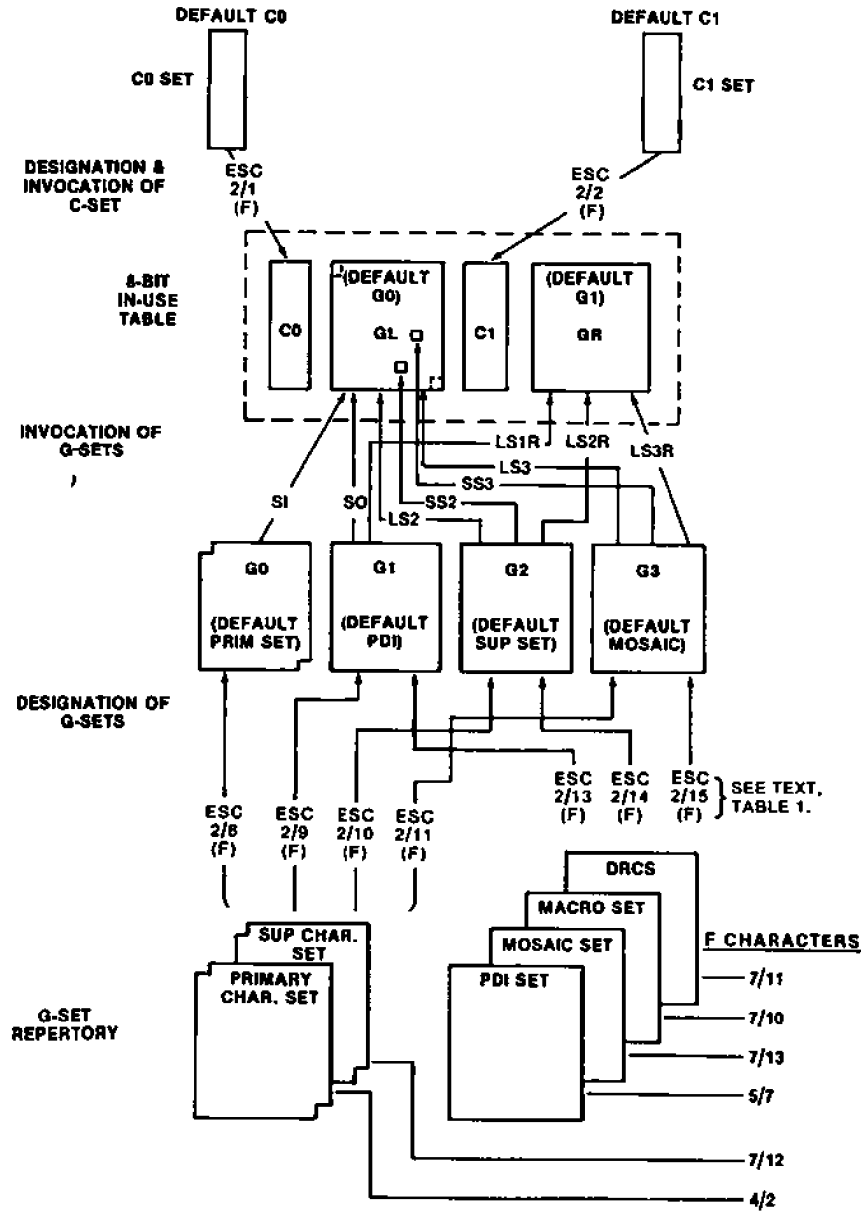 DEFAULT C0
DEFAULT C1
C0 SET
C1 SET
DESIGNATION &
INVOCATION OF
C-SET
ESC
2/1
(F)
ESC
2/2
(F)
8-BIT
IN-USE
TABLE
C0
(DEFAULT
G0)
GL
C1
(DEFAULT
G1)
GR
INVOCATION OF
G-SETS
LS1R
LS2R
LS3R
LS3
SS3
SI
SO
SS2
LS2
G0
(DEFAULT
PRIM SET)
G1
(DEFAULT
PDI)
G2
(DEFAULT
SUP SET)
G3
(DEFAULT
MOSAIC)
DESIGNATION OF
G-SETS
ESC
2/8
(F)
ESC
2/9
(F)
ESC
2/10
(F)
ESC
2/11
(F)
ESC
2/13
(F)
ESC
2/14
(F)
ESC
2/15
(F)
SEE TEXT,
TABLE 1.
DRCS
MACRO SET
MOSAIC SET
PDI SET
SUP CHAR.
SET
PRIMARY
CHAR. SET
G-SET
REPERTORY
F CHARACTERS
7/11
7/10
7/13
5/7
7/12
4/2